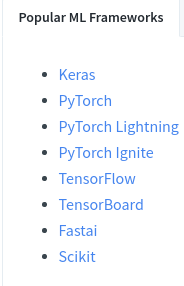 Popular ML Frameworks
Keras
PyTorch
PyTorch Lightning
PyTorch Ignite
TensorFlow
TensorBoard
Fastai
Scikit